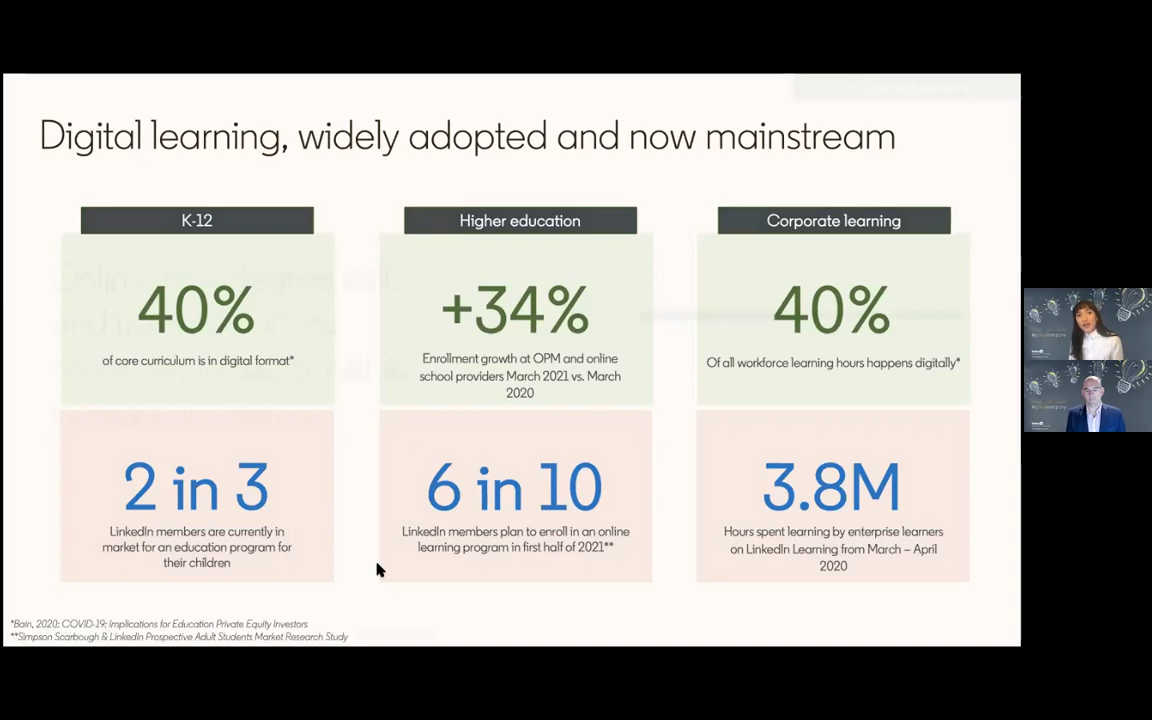 Digital learning, widely adopted and now mainstream
K-12
40%
of core curriculum is in digital format*
2 in 3
LinkedIn members are currently in
market for an education program for
their children
Higher education
+34%
Enrollment growth at OPM and online
school providers March 2021 vs. March
2020
6 in 10
LinkedIn members plan to enroll in an online
learning program in first half of 2021**
Corporate learning
40%
Of all workforce learning hours happens digitally*
3.8M
Hours spent learning by enterprise learners
on LinkedIn Learning from March – April
2020
*Bain, 2020; COVID-19: Implications for Education Private Equity Investors
**Simpson Scarbough & LinkedIn Prospective Adult Students Market Research Study